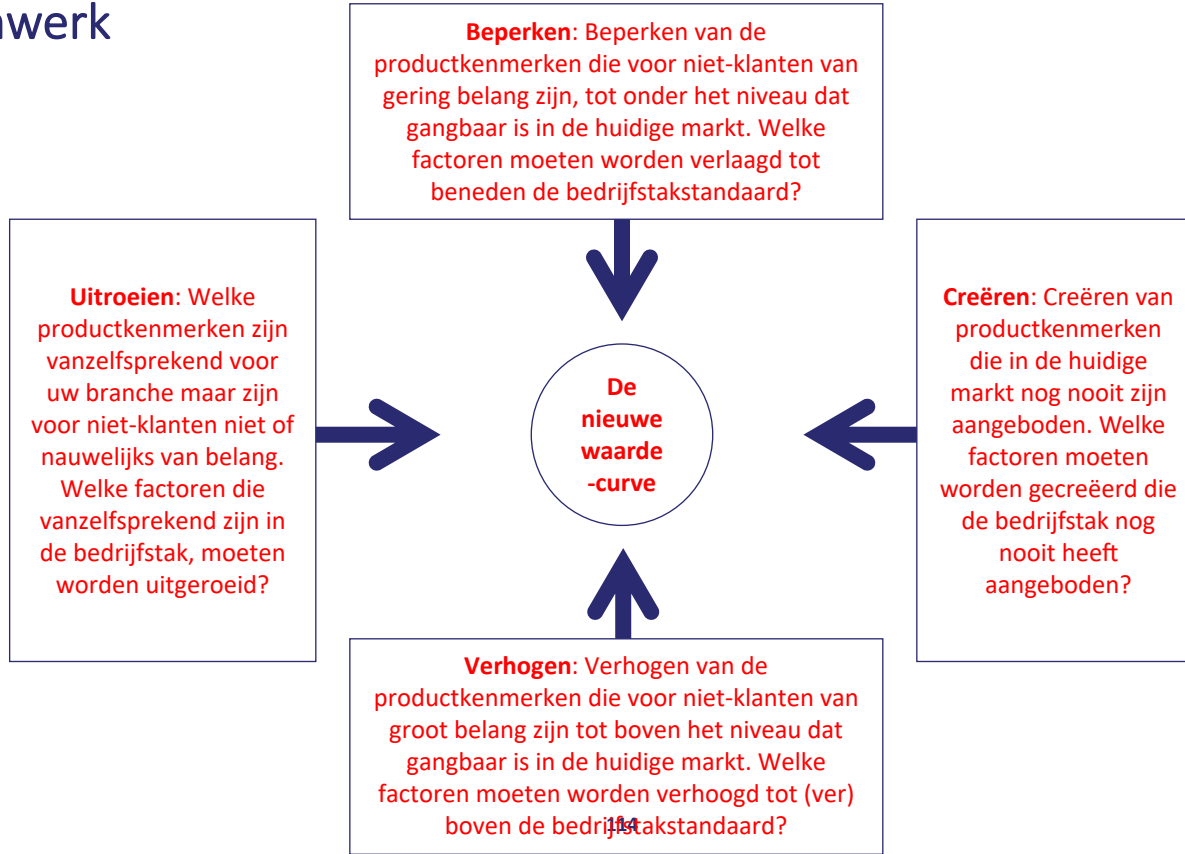 nwerk
Beperken: Beperken van de
productkenmerken die voor niet-klanten van
gering belang zijn, tot onder het niveau dat
gangbaar is in de huidige markt. Welke
factoren moeten worden verlaagd tot
beneden de bedrijfstakstandaard?
Uitroeien: Welke
productkenmerken zijn
vanzelfsprekend voor
uw branche maar zijn
voor niet-klanten niet of
nauwelijks van belang.
Welke factoren die
vanzelfsprekend zijn in
de bedrijfstak, moeten
worden uitgeroeid?
De
nieuwe
waarde
-curve
Creëren: Creëren van
productkenmerken
die in de huidige
markt nog nooit zijn
aangeboden. Welke
factoren moeten
worden gecreëerd die
de bedrijfstak nog
nooit heeft
aangeboden?
Verhogen: Verhogen van de
productkenmerken die voor niet-klanten van
groot belang zijn tot boven het niveau dat
gangbaar is in de huidige markt. Welke
factoren moeten worden verhoogd tot (ver)
boven de bedrijfstakstandaard?
114